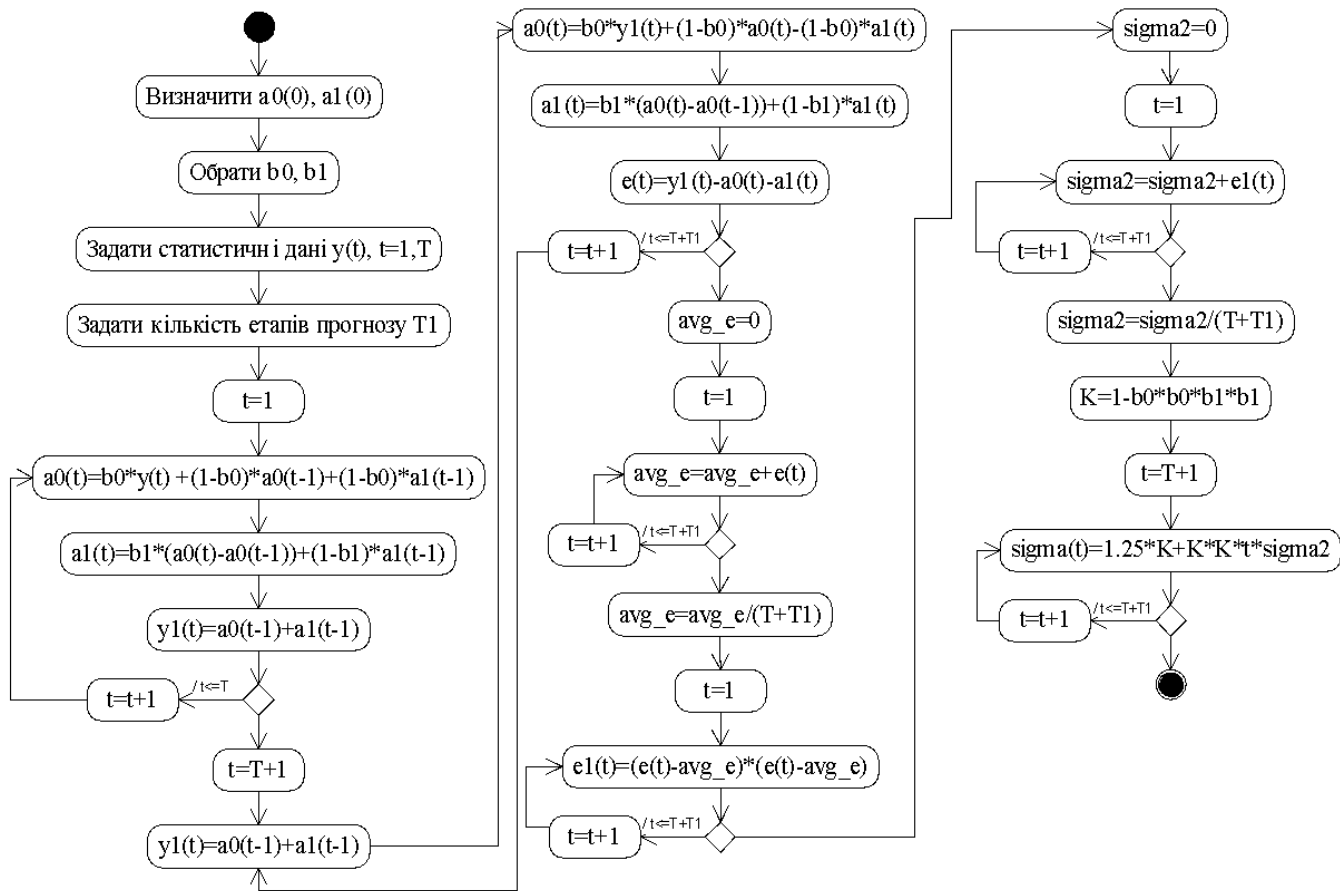 Визначити a0(0), a1(0)
Обрати b0, b1
Задати статистичн і дані y(t), t=1,T
Задати кількість етапів прогнозу T1
t=1
a0(t)=b0*y(t) +(1-b0)*a0(t-1)+(1-b0)*a1(t-1)
a1(t)=b1*(a0(t)-a0(t-1))+(1-b1)*a1(t-1)
y1(t)=a0(t-1)+a1(t-1)
/ t<=T
t=t+1
t=T+1
y1(t)=a0(t-1)+a1(t-1)
a0(t)=b0*y1(t)+(1-b0)*a0(t)-(1-b0)*a1(t)
a1(t)=b1*(a0(t)-a0(t-1))+(1-b1)*a1(t)
e(t)=y1(t)-a0(t)-a1(t)
/ t<=T+T1
t=t+1
avg_e=0
t=1
avg_e=avg_e+e(t)
/ t<=T+T1
t=t+1
avg_e=avg_e/(T+T1)
t=1
e1(t)=(e(t)-avg_e)*(e(t)-avg_e)
/ t<=T+T1
t=t+1
sigma2=0
t=1
sigma2=sigma2+e1(t)
/ t<=T+T1
t=t+1
sigma2=sigma2/(T+T1)
K=1-b0*b0*b1*b1
t=T+1
sigma(t)=1.25*K+K*K*t*sigma2
/ t<=T+T1
t=t+1